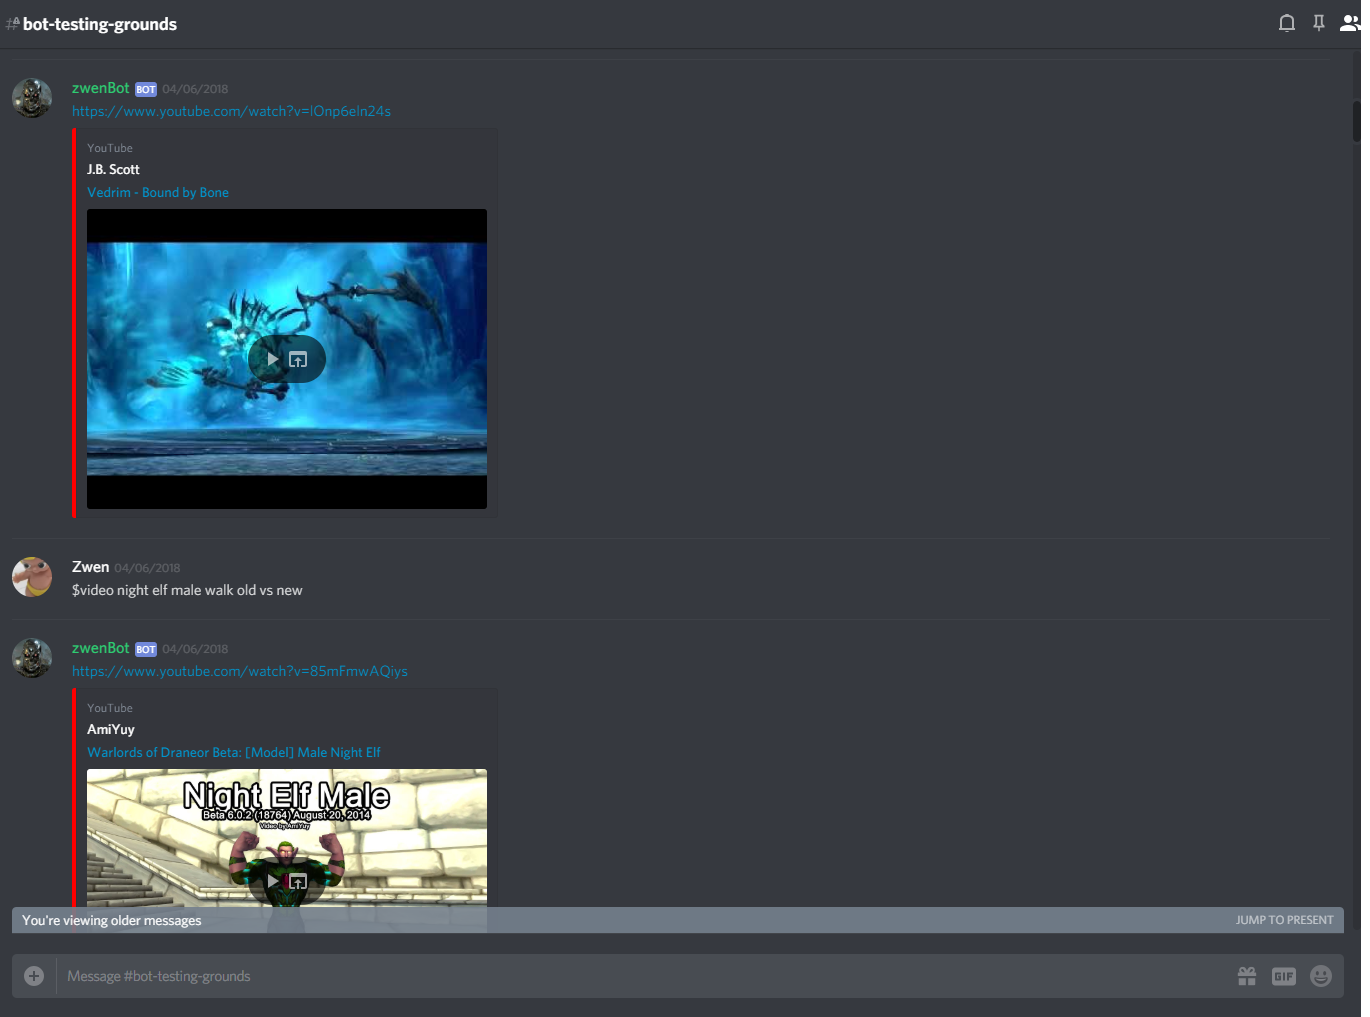 bot-testing-grounds
zwenBot BOT 04/06/2018
https://www.youtube.com/watch?v=lOnp6eln24s
YouTube
J.B. Scott
Vedrim - Bound by Bone
Zwen 04/06/2018
$video night elf male walk old vs new
zwenBot BOT 04/06/2018
https://www.youtube.com/watch?v=85mFmwAQiys
YouTube
AmiYuy
Warlords of Draneor Beta: [Model] Male Night Elf
Night Elf Male
Beta 6.0.2 (18764) August 20, 2014
Video by AmiYuy
You're viewing older messages JUMP TO PRESENT
Message #bot-testing-grounds GIF